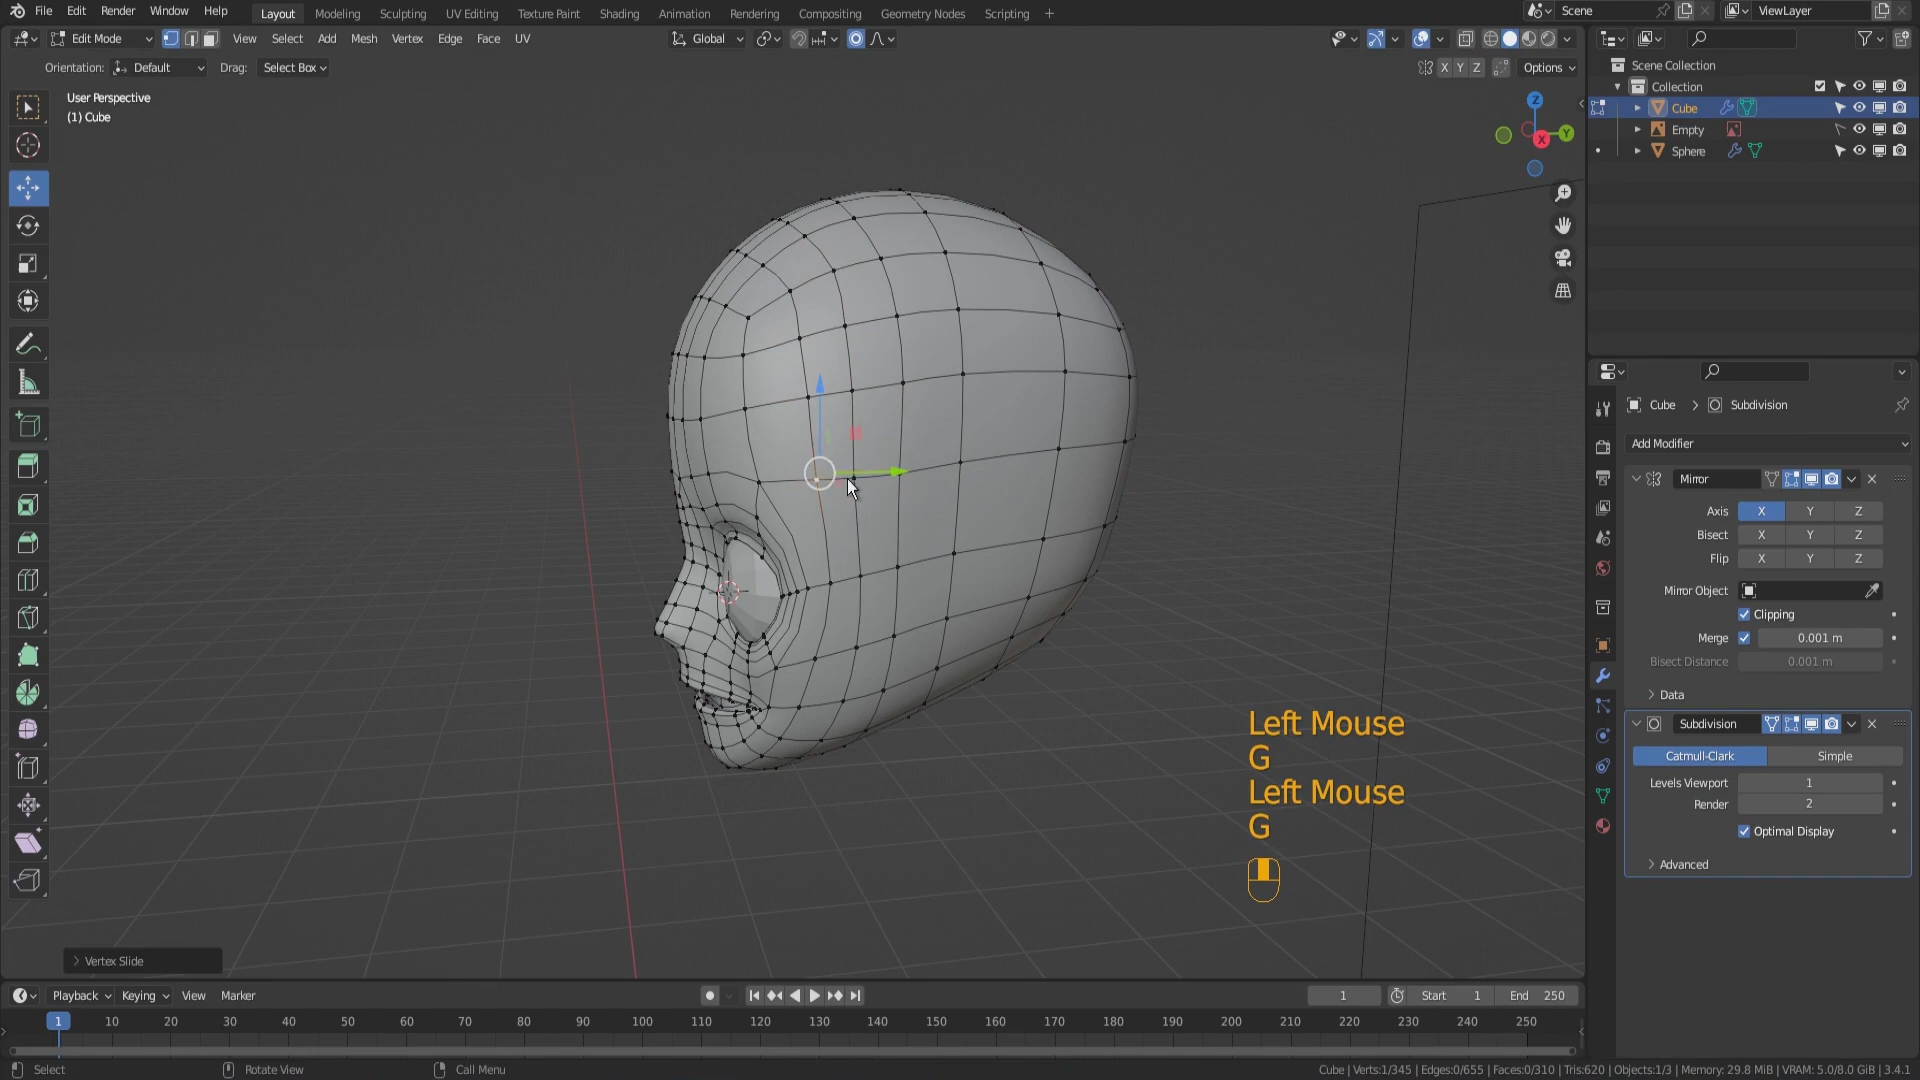 File Edit Render Window Help Layout Modeling Sculpting UV Editing Texture Paint Shading Animation Rendering Compositing Geometry Nodes Scripting + Scene ViewLayer
Edit Mode View Select Add Mesh Vertex Edge Face UV Global
Orientation: Default Drag: Select Box X Y Z Options
User Perspective
(1) Cube
Z
Y
X
Scene Collection
Collection
Cube
Empty
Sphere
Cube > Subdivision
Add Modifier
Mirror
Axis X Y Z
Bisect X Y Z
Flip X Y Z
Mirror Object
Clipping
Merge 0.001 m
Bisect Distance 0.001 m
Data
Subdivision
Catmull-Clark Simple
Levels Viewport 1
Render 2
Optimal Display
Advanced
Left Mouse
G
Left Mouse
G
Vertex Slide
Playback Keying View Marker 1 Start 1 End 250
1 10 20 30 40 50 60 70 80 90 100 110 120 130 140 150 160 170 180 190 200 210 220 230 240 250
Select Rotate View Call Menu Cube | Verts:1/345 | Edges:0/655 | Faces:0/310 | Tris:620 | Objects:1/3 | Memory: 29.8 MiB | VRAM: 5.0/8.0 GiB | 3.4.1